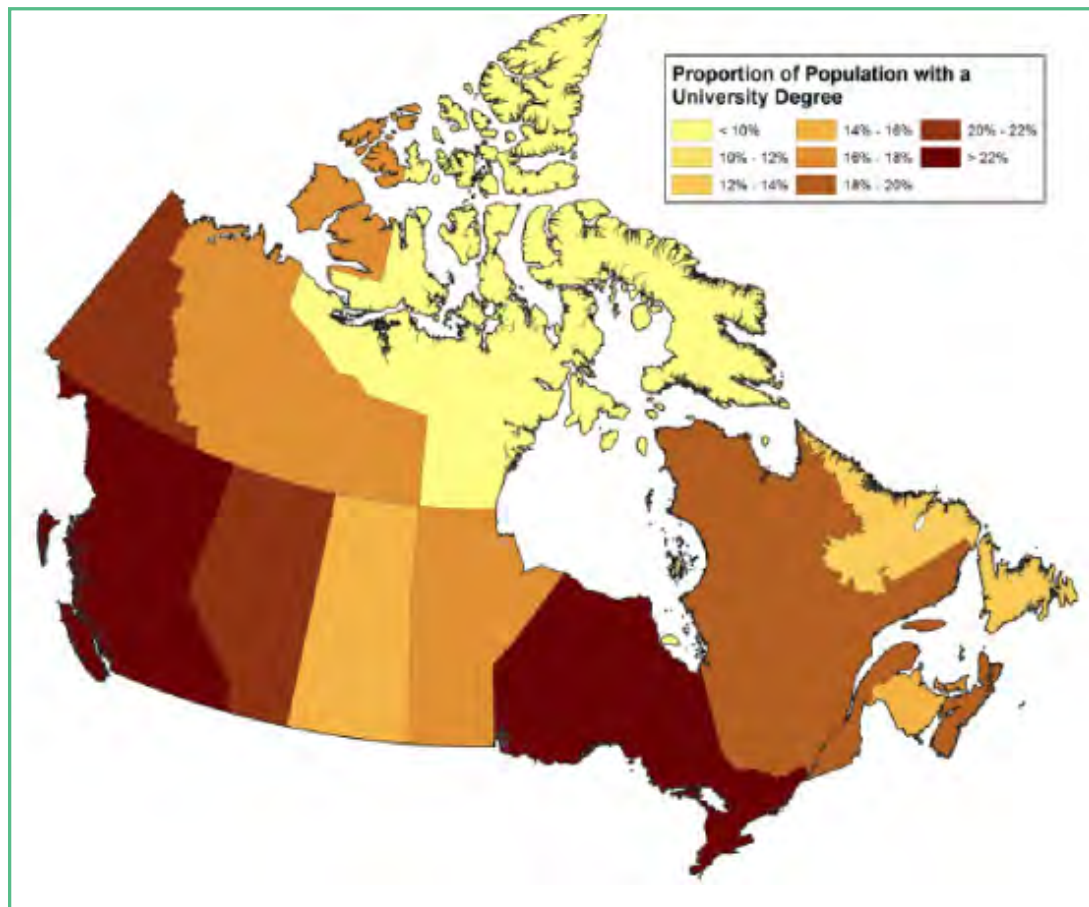 Proportion of Population with a
University Degree
< 10%
10% - 12%
12% - 14%
14% - 16%
16% - 18%
18% - 20%
20% - 22%
> 22%